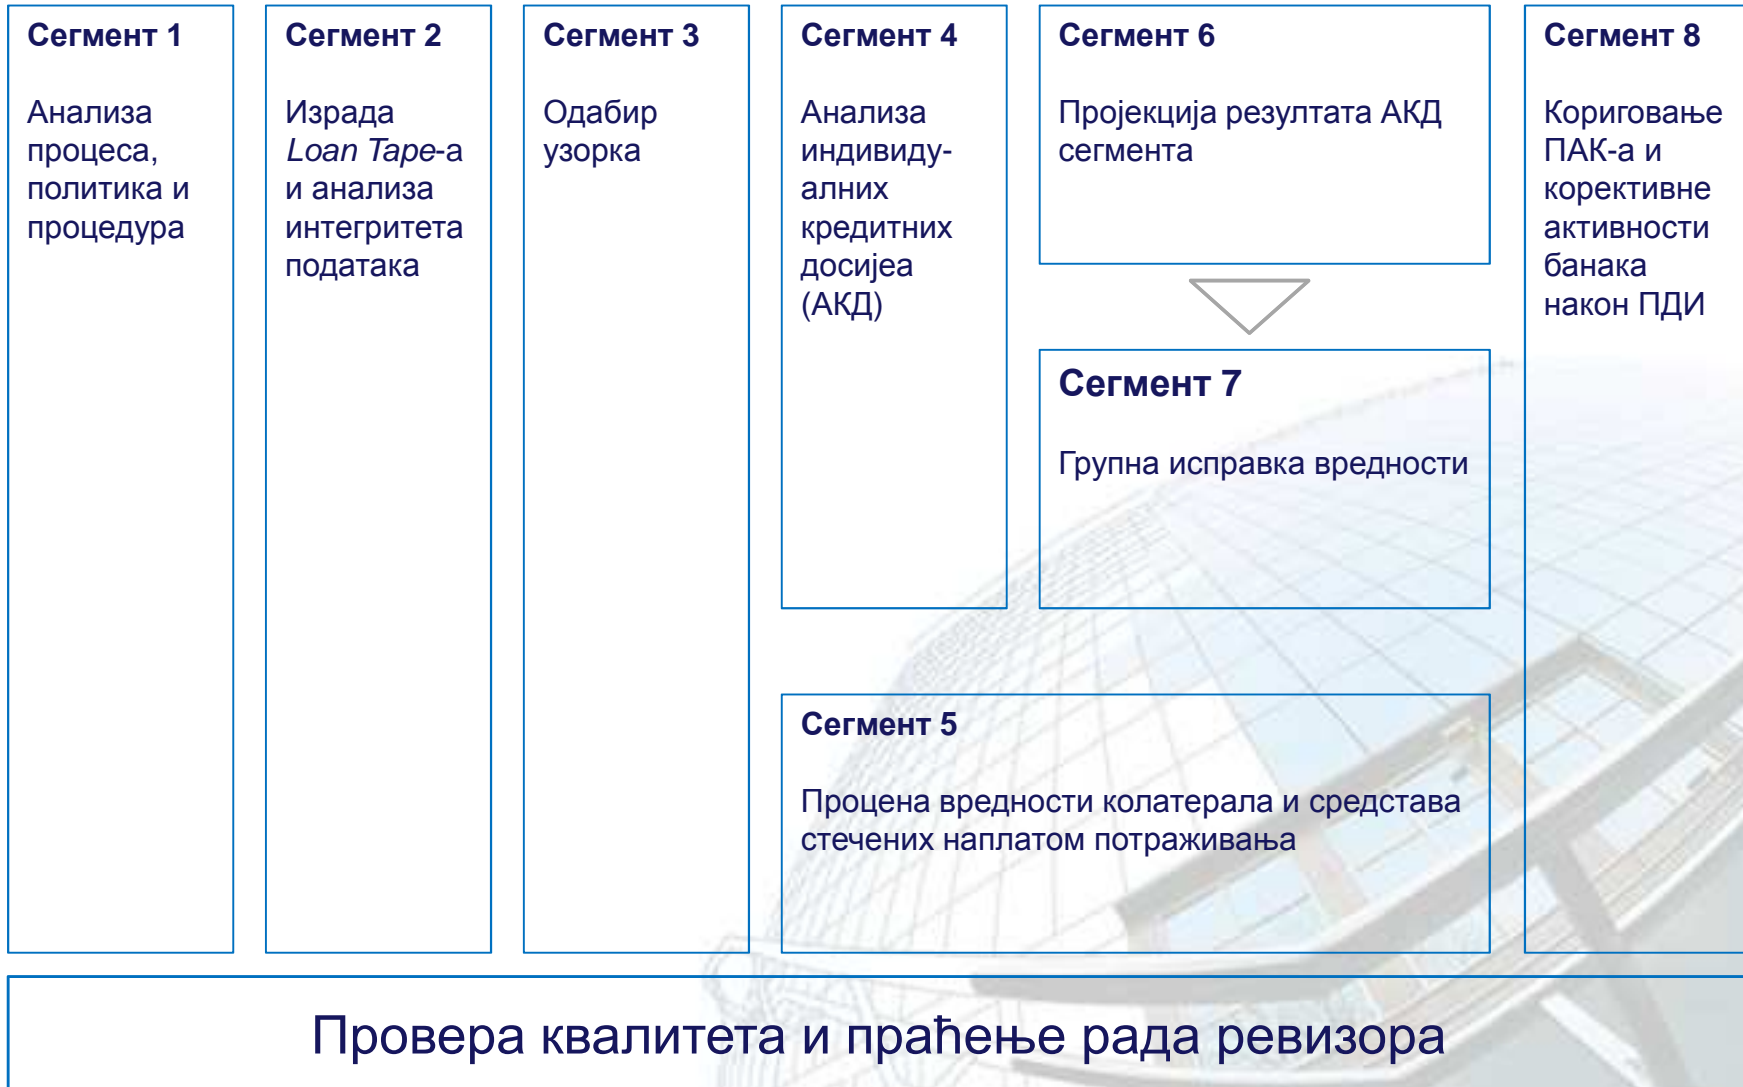 Сегмент 1
Анализа
процеса,
политика и
процедура
Сегмент 2
Израда
Loan Tape-а
и анализа
интегритета
података
Сегмент 3
Одабир
узорка
Сегмент 4
Анализа
индивиду-
алних
кредитних
досијеа
(АКД)
Сегмент 6
Пројекција резултата АКД
сегмента
Сегмент 7
Групна исправка вредности
Сегмент 5
Процена вредности колатерала и средстава
стечених наплатом потраживања
Сегмент 8
Кориговање
ПАК-а и
корективне
активности
банака
након ПДИ
Провера квалитета и праћење рада ревизора